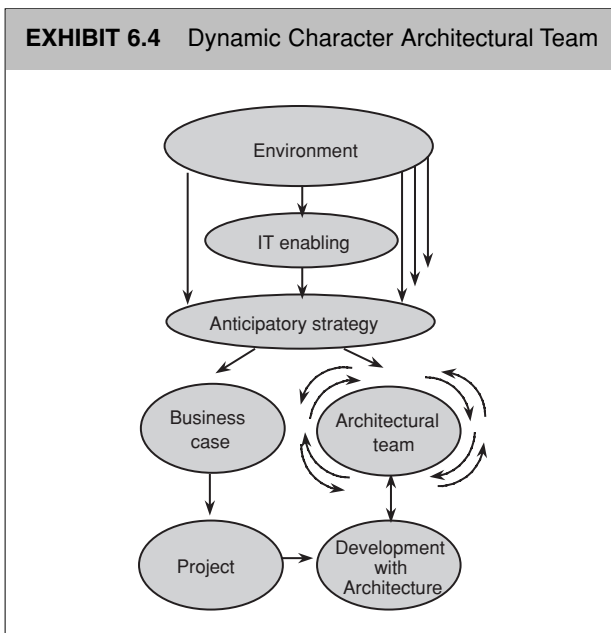 EXHIBIT 6.4 Dynamic Character Architectural Team
Environment
IT enabling
Anticipatory strategy
Business
case
Architectural
team
Project
Development
with
Architecture